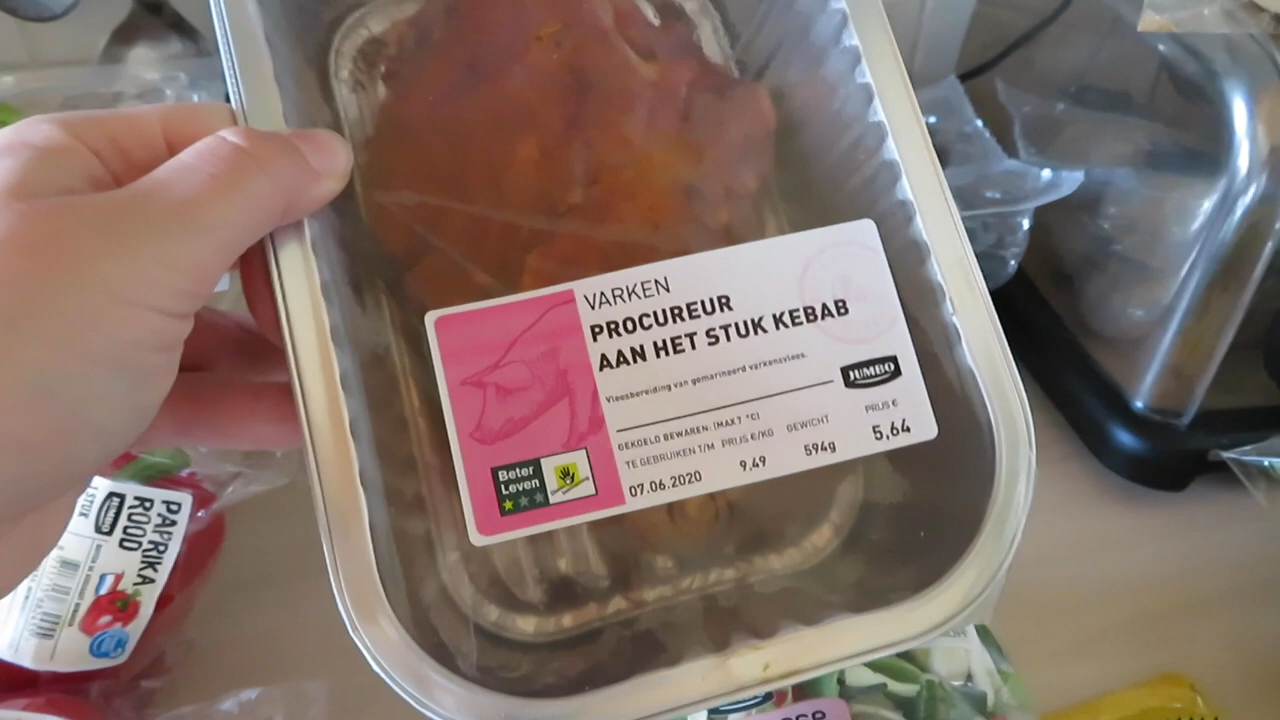 VARKEN
PROCUREUR
AAN HET STUK KEBAB
Vleesbereiding van gemarineerd varkensvlees.
JUMBO
GEKOELD BEWAREN: (MAX 7 °C)
TE GEBRUIKEN T/M PRIJS €/KG GEWICHT PRIJS €
07.06.2020 9,49 594g 5,64
Beter
Leven
PAPRIKA
ROOD
STUK
JUMBO